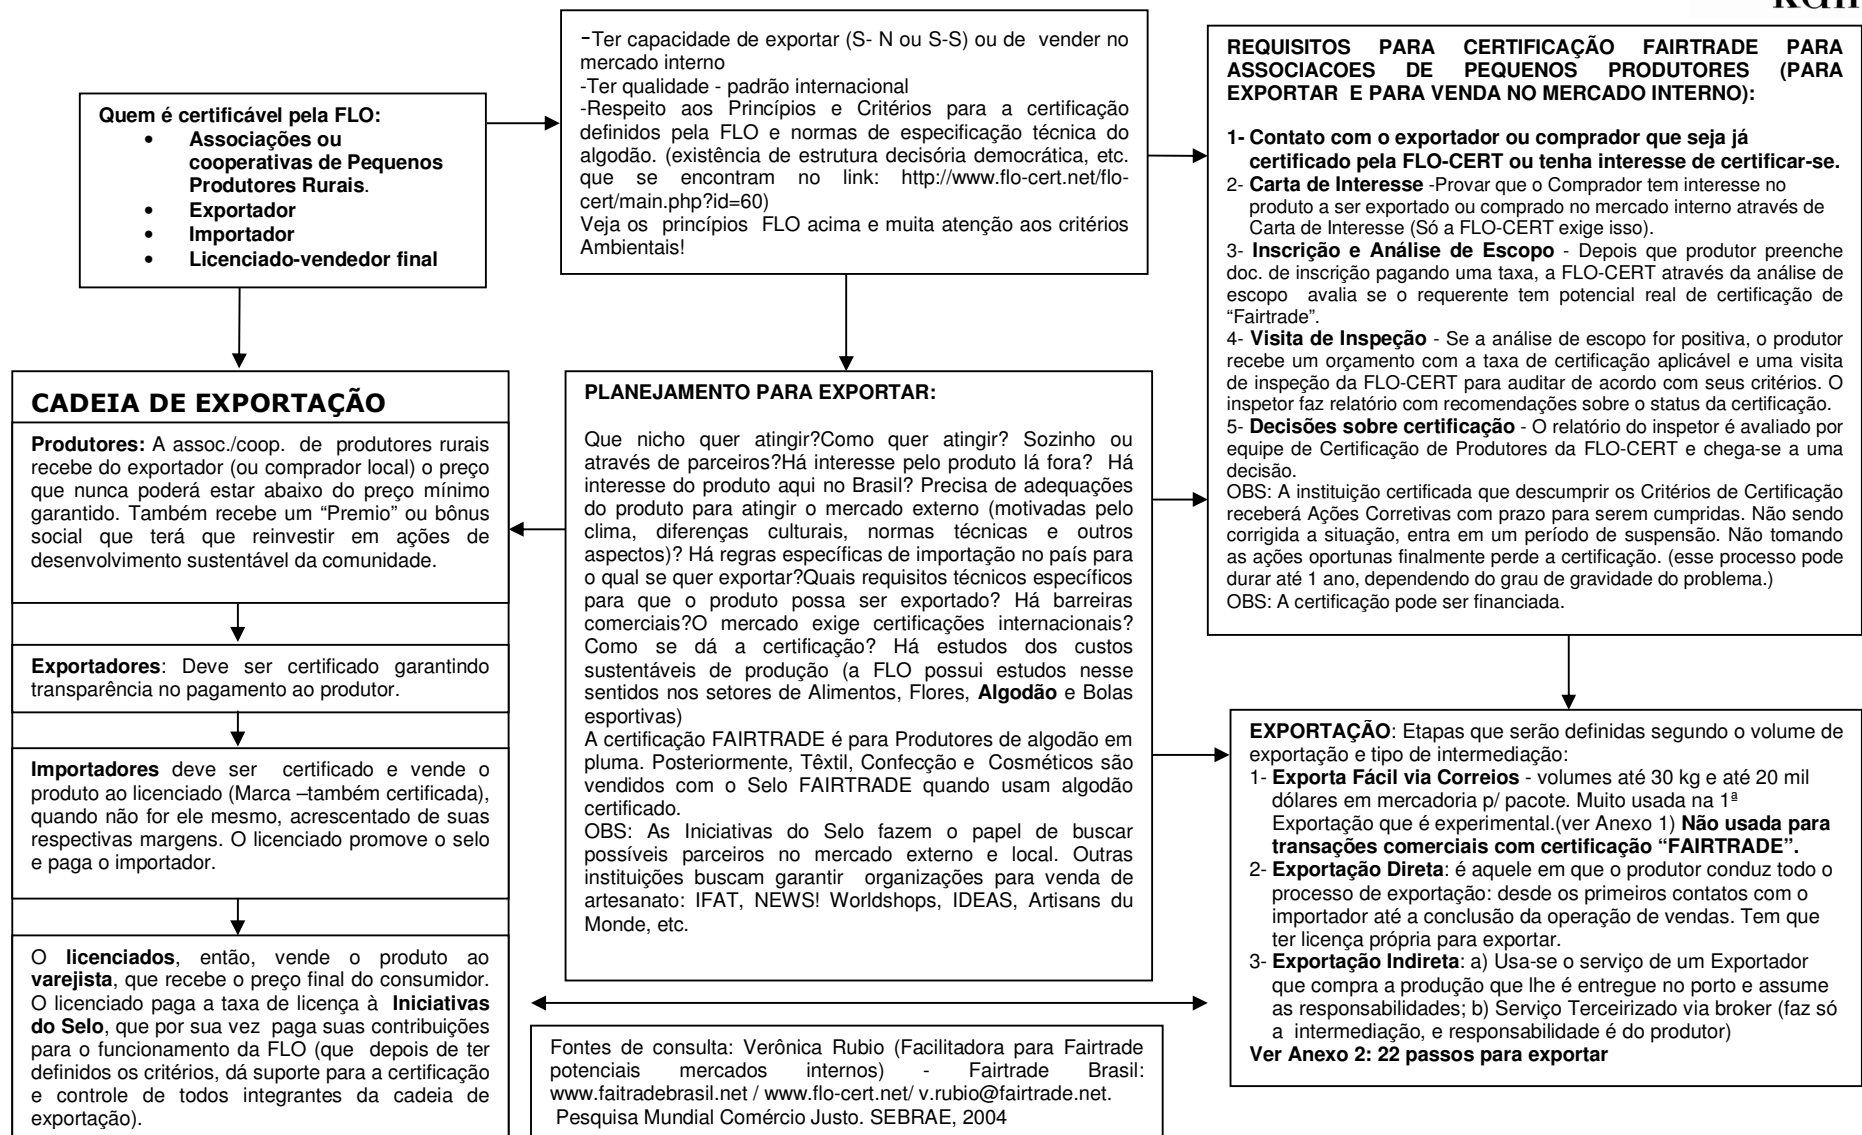 Quem é certificável pela FLO:
• Associações ou
cooperativas de Pequenos
Produtores Rurais.
• Exportador
• Importador
• Licenciado-vendedor final
-Ter capacidade de exportar (S- N ou S-S) ou de vender no
mercado interno
-Ter qualidade - padrão internacional
-Respeito aos Princípios e Critérios para a certificação
definidos pela FLO e normas de especificação técnica do
algodão. (existência de estrutura decisória democrática, etc.
que se encontram no link: http://www.flo-cert.net/flo-
cert/main.php?id=60)
Veja os princípios FLO acima e muita atenção aos critérios
Ambientais!
REQUISITOS PARA CERTIFICAÇÃO FAIRTRADE PARA
ASSOCIACOES DE PEQUENOS PRODUTORES (PARA
EXPORTAR E PARA VENDA NO MERCADO INTERNO):
1- Contato com o exportador ou comprador que seja já
certificado pela FLO-CERT ou tenha interesse de certificar-se.
2- Carta de Interesse -Provar que o Comprador tem interesse no
produto a ser exportado ou comprado no mercado interno através de
Carta de Interesse (Só a FLO-CERT exige isso).
3- Inscrição e Análise de Escopo - Depois que produtor preenche
doc. de inscrição pagando uma taxa, a FLO-CERT através da análise de
escopo avalia se o requerente tem potencial real de certificação de
“Fairtrade”.
4- Visita de Inspeção - Se a análise de escopo for positiva, o produtor
recebe um orçamento com a taxa de certificação aplicável e uma visita
de inspeção da FLO-CERT para auditar de acordo com seus critérios. O
inspetor faz relatório com recomendações sobre o status da certificação.
5- Decisões sobre certificação - O relatório do inspetor é avaliado por
equipe de Certificação de Produtores da FLO-CERT e chega-se a uma
decisão.
OBS: A instituição certificada que descumprir os Critérios de Certificação
receberá Ações Corretivas com prazo para serem cumpridas. Não sendo
corrigida a situação, entra em um período de suspensão. Não tomando
as ações oportunas finalmente perde a certificação. (esse processo pode
durar até 1 ano, dependendo do grau de gravidade do problema.)
OBS: A certificação pode ser financiada.
CADEIA DE EXPORTAÇÃO
Produtores: A assoc./coop. de produtores rurais
recebe do exportador (ou comprador local) o preço
que nunca poderá estar abaixo do preço mínimo
garantido. Também recebe um “Premio” ou bônus
social que terá que reinvestir em ações de
desenvolvimento sustentável da comunidade.
Exportadores: Deve ser certificado garantindo
transparência no pagamento ao produtor.
Importadores deve ser certificado e vende o
produto ao licenciado (Marca –também certificada),
quando não for ele mesmo, acrescentado de suas
respectivas margens. O licenciado promove o selo
e paga o importador.
O licenciados, então, vende o produto ao
varejista, que recebe o preço final do consumidor.
O licenciado paga a taxa de licença à Iniciativas
do Selo, que por sua vez paga suas contribuições
para o funcionamento da FLO (que depois de ter
definidos os critérios, dá suporte para a certificação
e controle de todos integrantes da cadeia de
exportação).
PLANEJAMENTO PARA EXPORTAR:
Que nicho quer atingir?Como quer atingir? Sozinho ou
através de parceiros?Há interesse pelo produto lá fora? Há
interesse do produto aqui no Brasil? Precisa de adequações
do produto para atingir o mercado externo (motivadas pelo
clima, diferenças culturais, normas técnicas e outros
aspectos)? Há regras específicas de importação no país para
o qual se quer exportar?Quais requisitos técnicos específicos
para que o produto possa ser exportado? Há barreiras
comerciais?O mercado exige certificações internacionais?
Como se dá a certificação? Há estudos dos custos
sustentáveis de produção (a FLO possui estudos nesse
sentidos nos setores de Alimentos, Flores, Algodão e Bolas
esportivas)
A certificação FAIRTRADE é para Produtores de algodão em
pluma. Posteriormente, Têxtil, Confecção e Cosméticos são
vendidos com o Selo FAIRTRADE quando usam algodão
certificado.
OBS: As Iniciativas do Selo fazem o papel de buscar
possíveis parceiros no mercado externo e local. Outras
instituições buscam garantir organizações para venda de
artesanato: IFAT, NEWS! Worldshops, IDEAS, Artisans du
Monde, etc.
EXPORTAÇÃO: Etapas que serão definidas segundo o volume de
exportação e tipo de intermediação:
1- Exporta Fácil via Correios - volumes até 30 kg e até 20 mil
dólares em mercadoria p/ pacote. Muito usada na 1ª
Exportação que é experimental.(ver Anexo 1) Não usada para
transações comerciais com certificação “FAIRTRADE”.
2- Exportação Direta: é aquele em que o produtor conduz todo o
processo de exportação: desde os primeiros contatos com o
importador até a conclusão da operação de vendas. Tem que
ter licença própria para exportar.
3- Exportação Indireta: a) Usa-se o serviço de um Exportador
que compra a produção que lhe é entregue no porto e assume
as responsabilidades; b) Serviço Terceirizado via broker (faz só
a intermediação, e responsabilidade é do produtor)
Ver Anexo 2: 22 passos para exportar
Fontes de consulta: Verônica Rubio (Facilitadora para Fairtrade
potenciais mercados internos) - Fairtrade Brasil:
www.faitradebrasil.net / www.flo-cert.net/ v.rubio@fairtrade.net.
Pesquisa Mundial Comércio Justo. SEBRAE, 2004